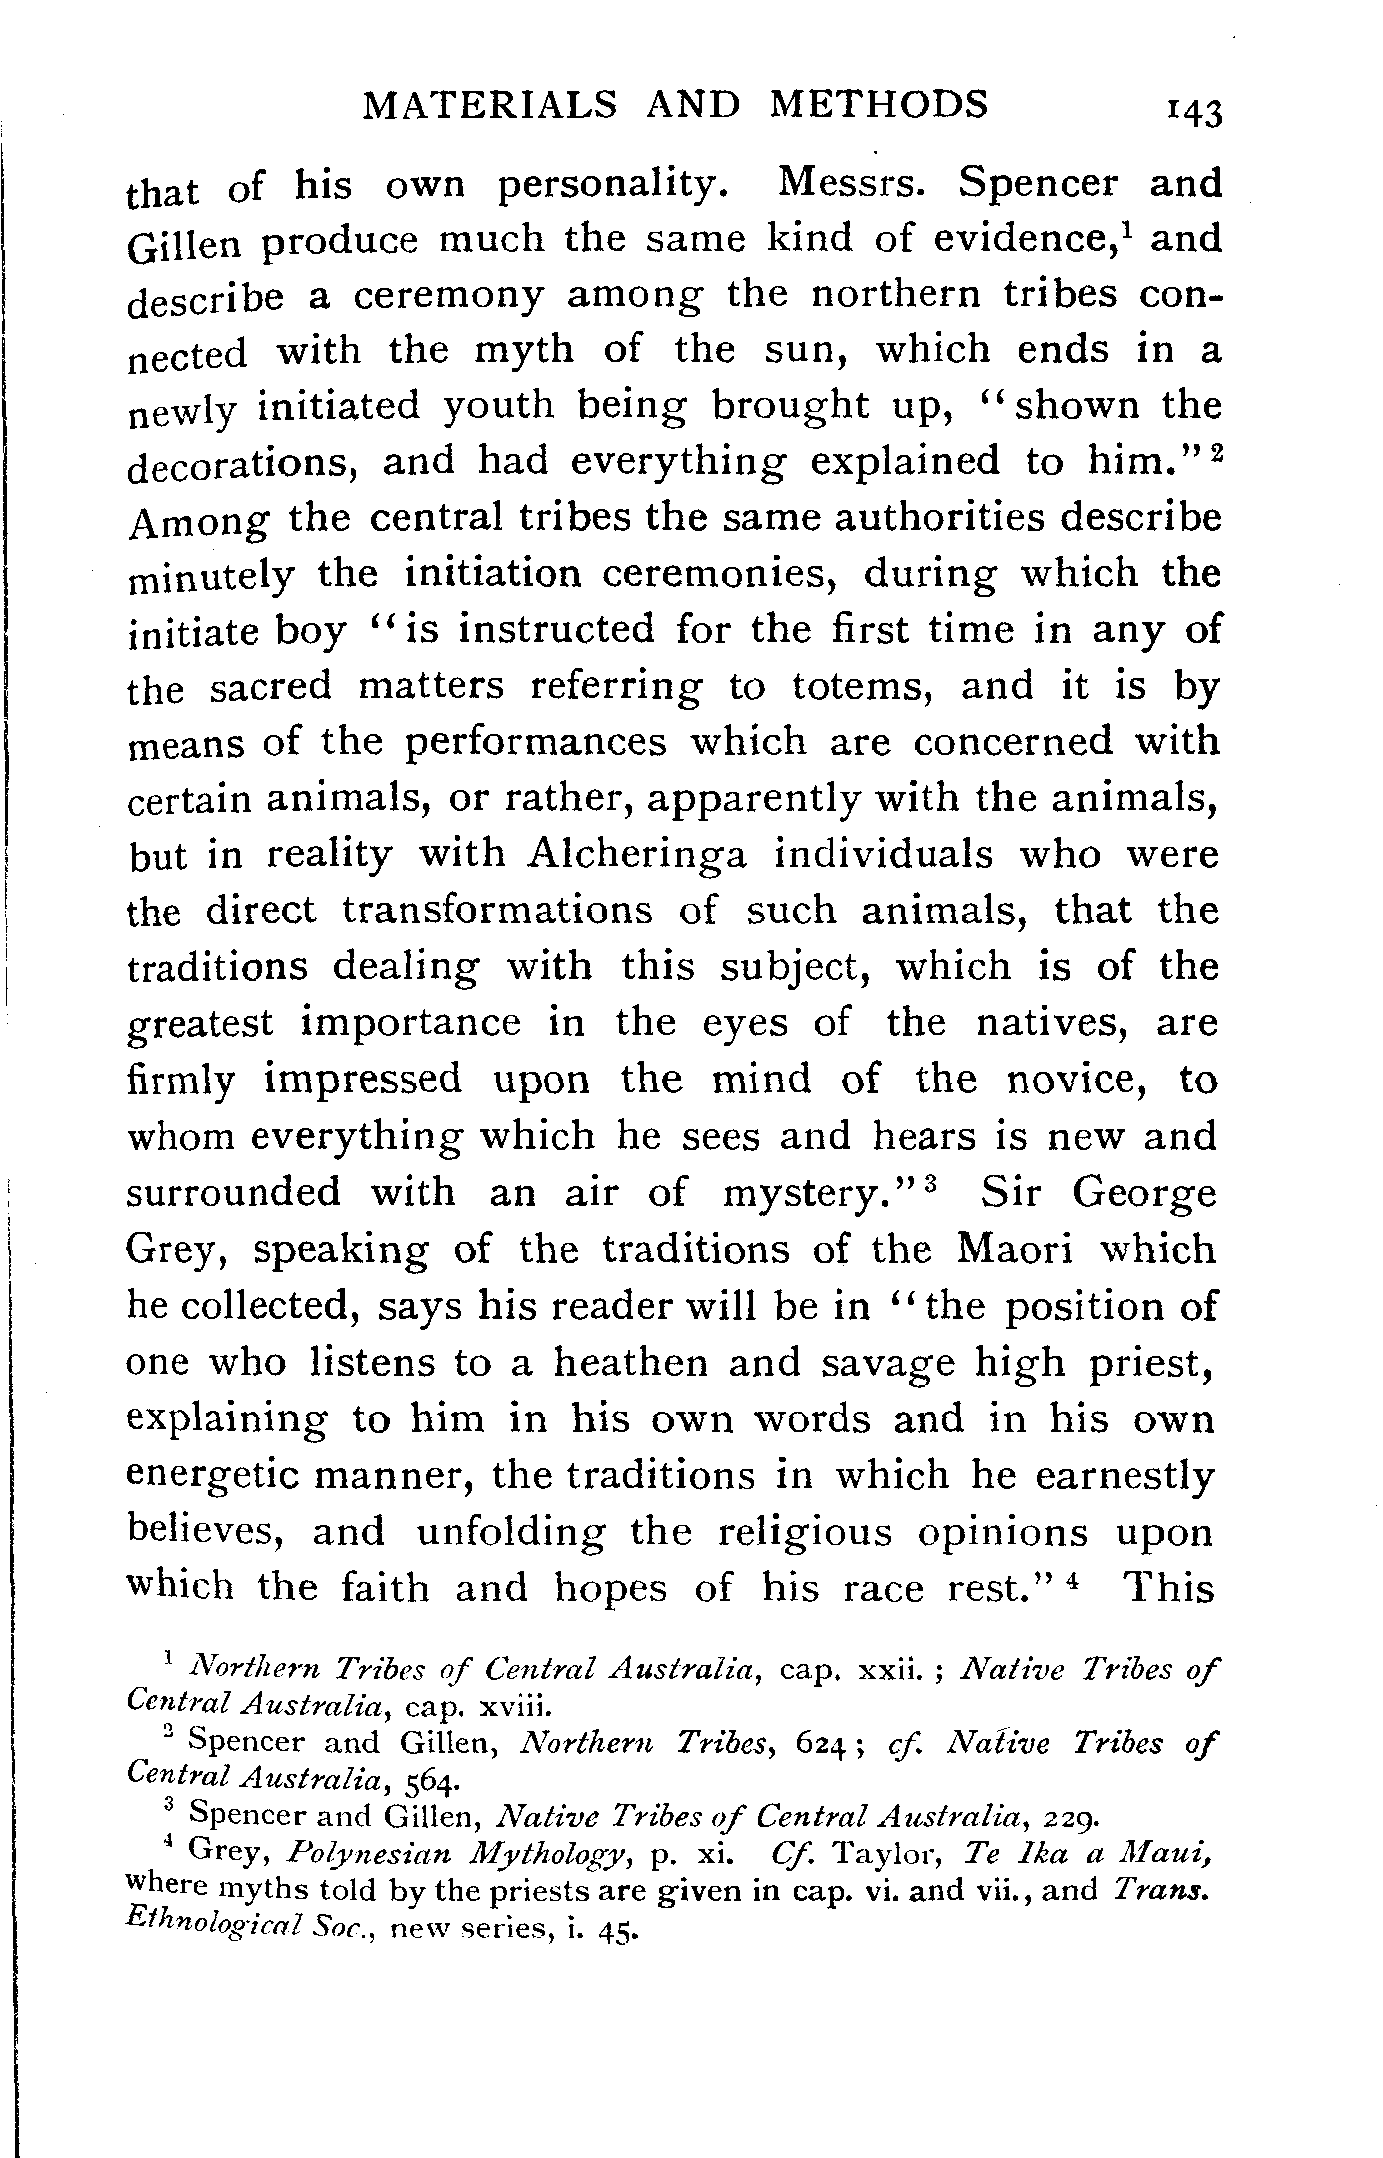 MATERIALS AND METHODS 143
that of his own personality. Messrs. Spencer and
Gillen produce much the same kind of evidence,¹ and
describe a ceremony among the northern tribes con-
nected with the myth of the sun, which ends in a
newly initiated youth being brought up, “shown the
decorations, and had everything explained to him.”²
Among the central tribes the same authorities describe
minutely the initiation ceremonies, during which the
initiate boy “is instructed for the first time in any of
the sacred matters referring to totems, and it is by
means of the performances which are concerned with
certain animals, or rather, apparently with the animals,
but in reality with Alcheringa individuals who were
the direct transformations of such animals, that the
traditions dealing with this subject, which is of the
greatest importance in the eyes of the natives, are
firmly impressed upon the mind of the novice, to
whom everything which he sees and hears is new and
surrounded with an air of mystery.”³ Sir George
Grey, speaking of the traditions of the Maori which
he collected, says his reader will be in “the position of
one who listens to a heathen and savage high priest,
explaining to him in his own words and in his own
energetic manner, the traditions in which he earnestly
believes, and unfolding the religious opinions upon
which the faith and hopes of his race rest.”⁴ This
¹ Northern Tribes of Central Australia, cap. xxii. ; Native Tribes of
Central Australia, cap. xviii.
² Spencer and Gillen, Northern Tribes, 624 ; cf. Native Tribes of
Central Australia, 564.
³ Spencer and Gillen, Native Tribes of Central Australia, 229.
⁴ Grey, Polynesian Mythology, p. xi. Cf. Taylor, Te Ika a Maui,
where myths told by the priests are given in cap. vi. and vii., and Trans.
Ethnological Soc., new series, i. 45.